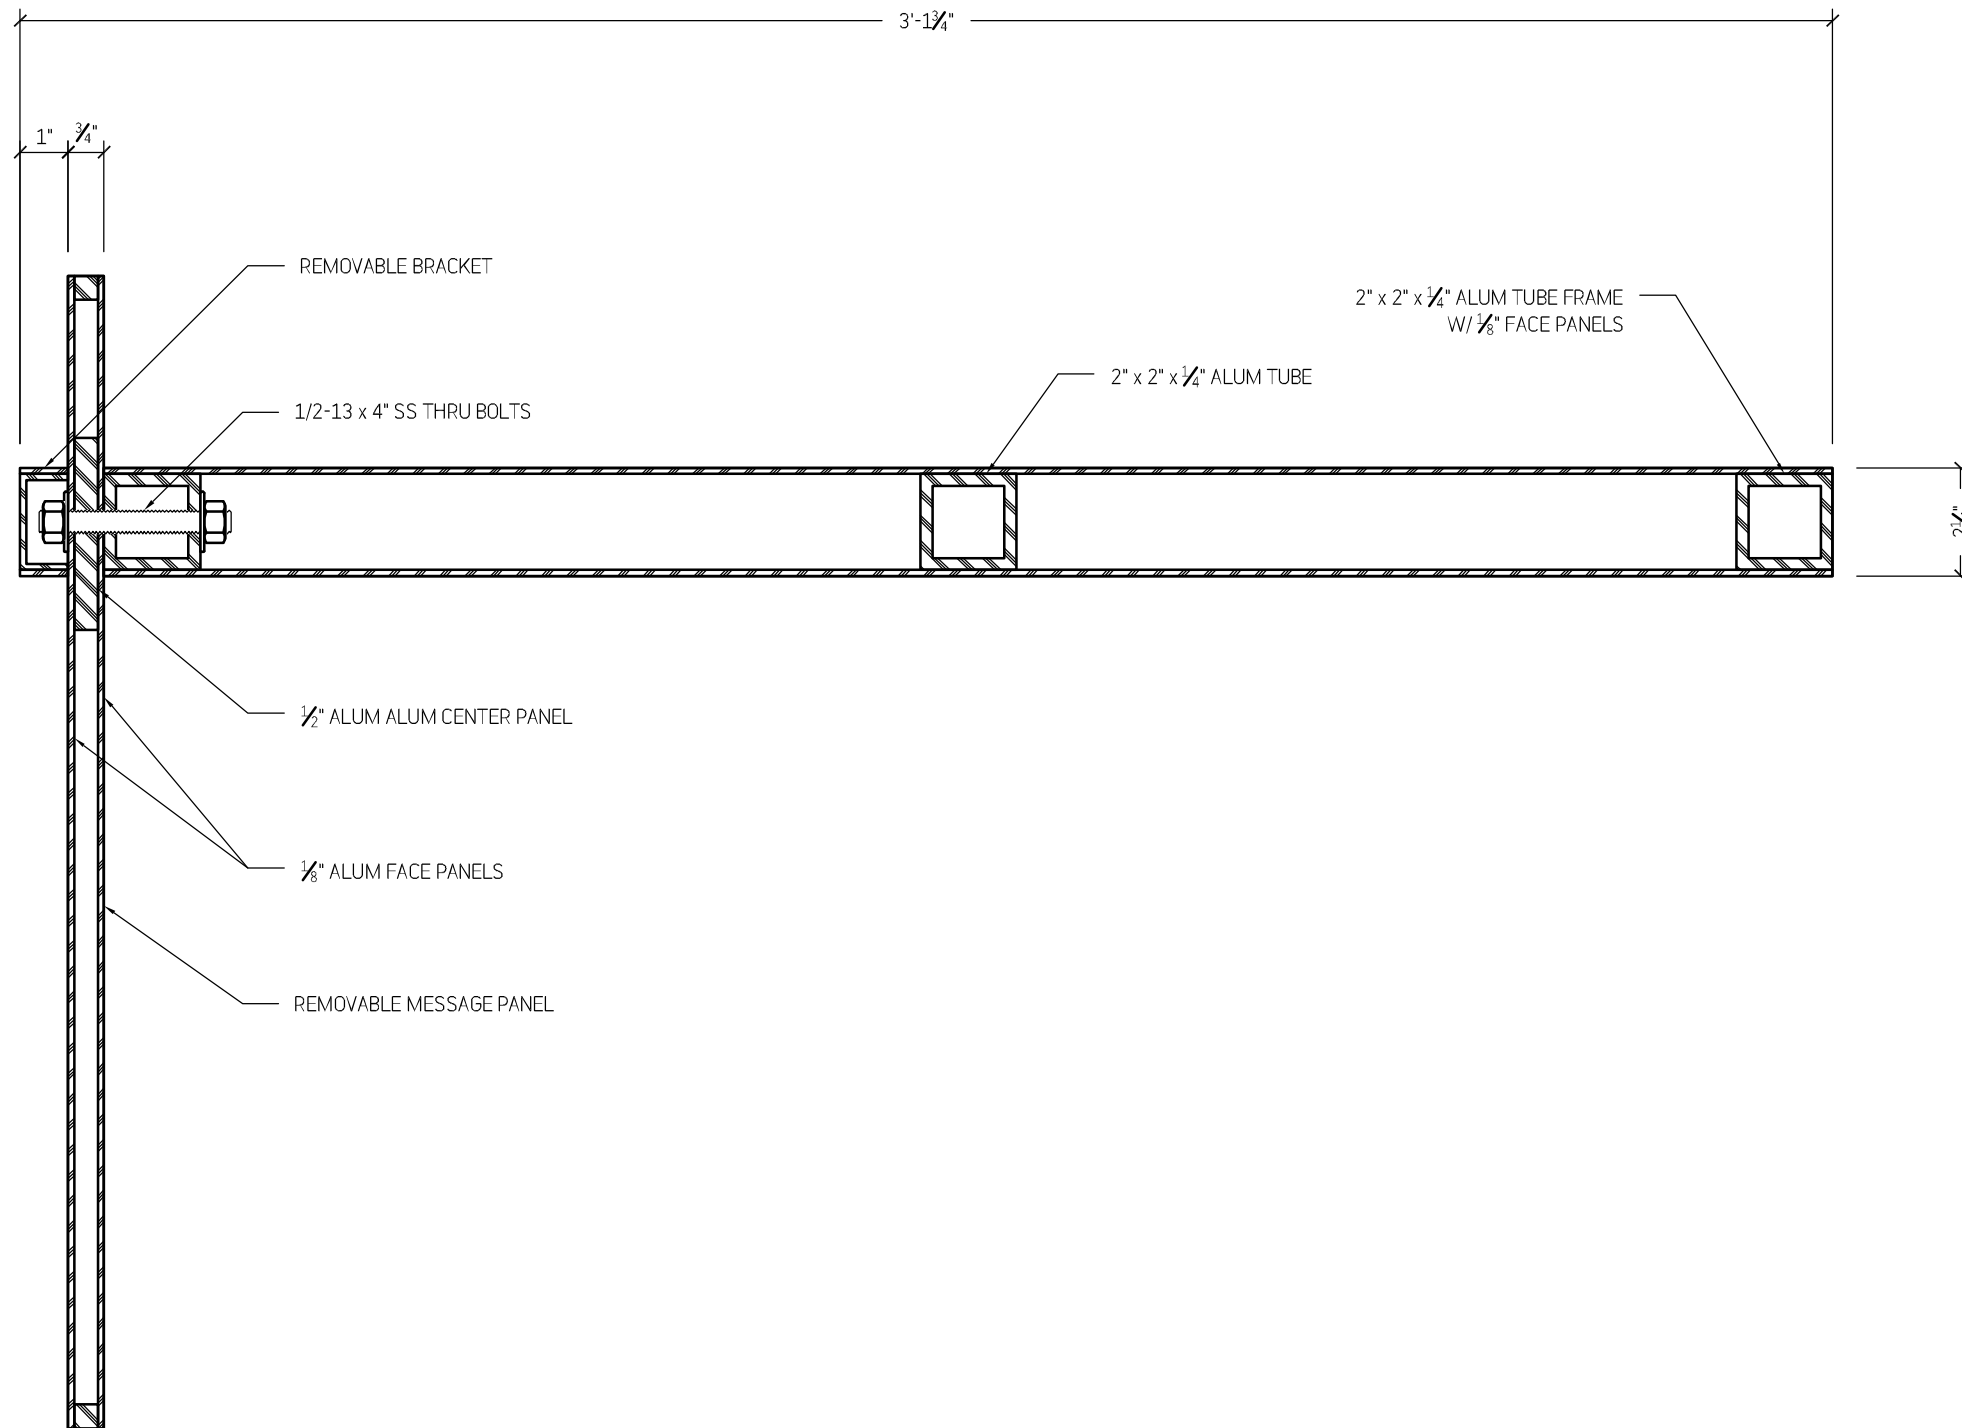 3'-1¾"
1" ¾"
REMOVABLE BRACKET
2" x 2" x ¼" ALUM TUBE FRAME
W/ ⅛" FACE PANELS
2" x 2" x ¼" ALUM TUBE
1/2-13 x 4" SS THRU BOLTS
2¼"
½" ALUM ALUM CENTER PANEL
⅛" ALUM FACE PANELS
REMOVABLE MESSAGE PANEL